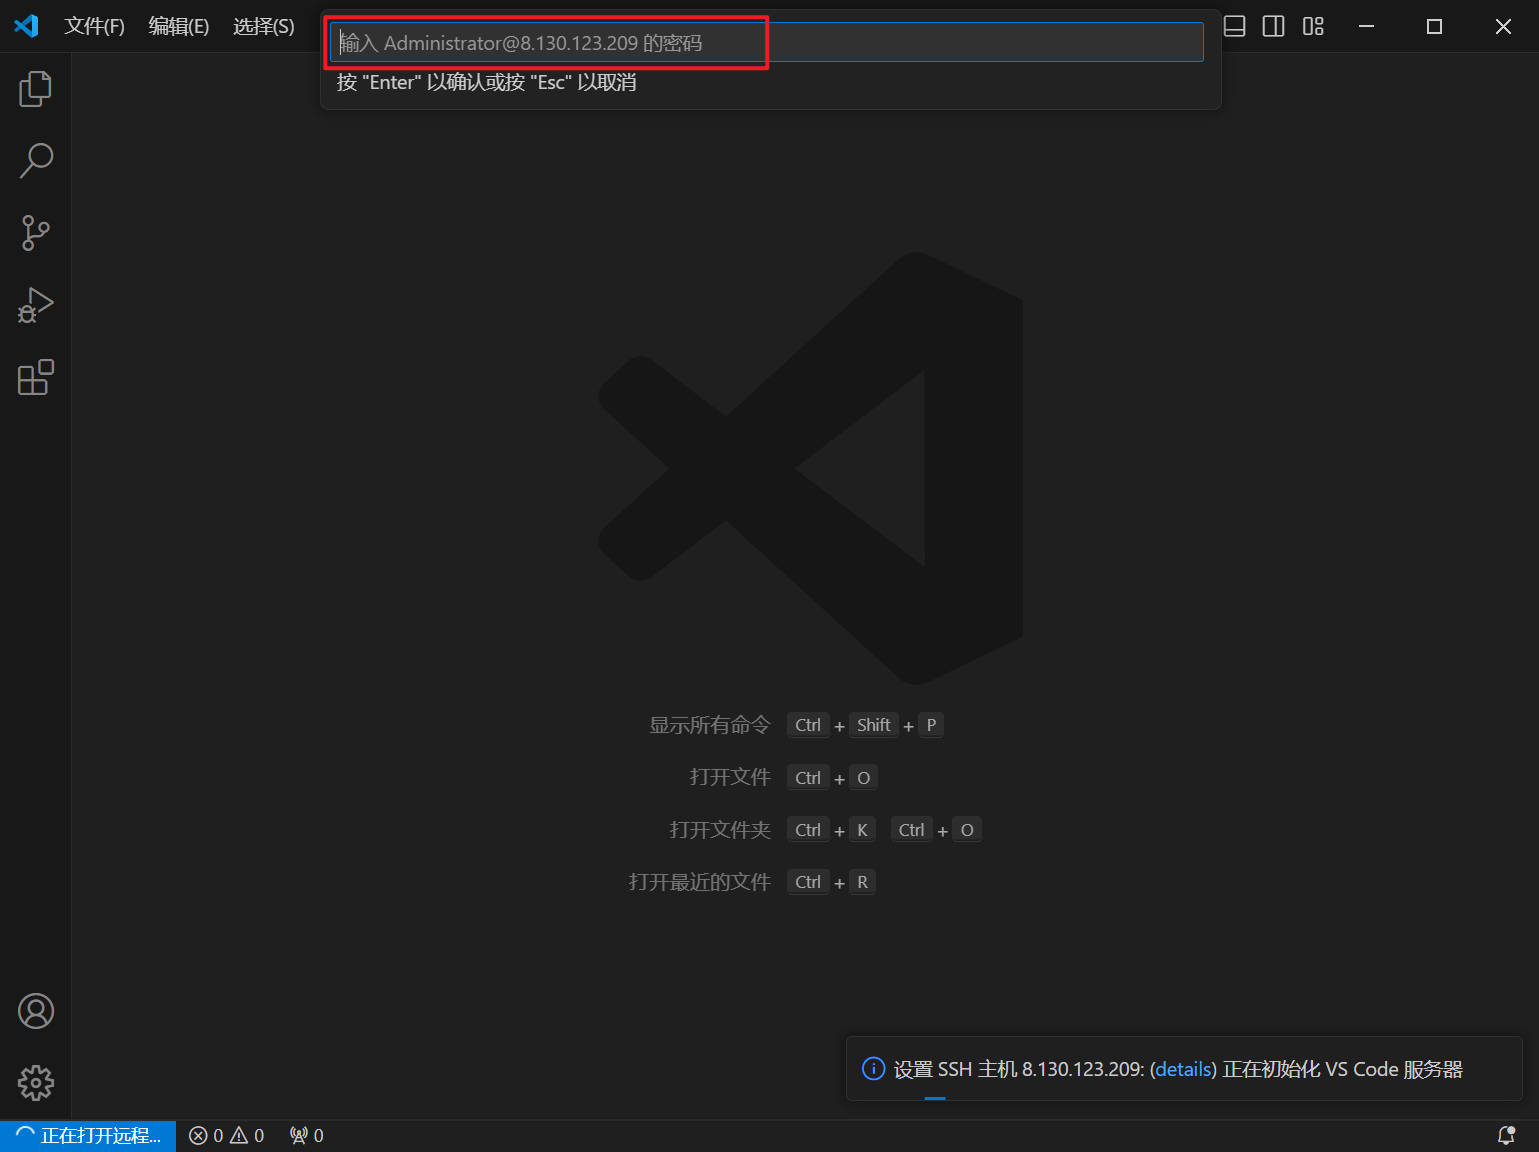 文件(F) 编辑(E) 选择(S)
输入 Administrator@8.130.123.209 的密码
按 "Enter" 以确认或按 "Esc" 以取消
显示所有命令 Ctrl + Shift + P
打开文件 Ctrl + O
打开文件夹 Ctrl + K Ctrl + O
打开最近的文件 Ctrl + R
设置 SSH 主机 8.130.123.209: (details) 正在初始化 VS Code 服务器
正在打开远程... 0 0 0